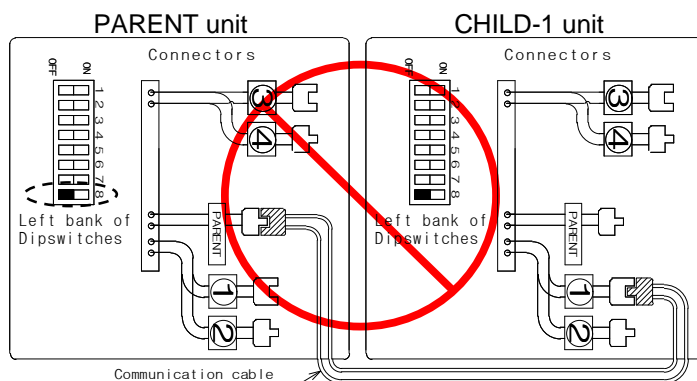 PARENT unit
Connectors
OFF
ON
1
2
3
4
5
6
7
8
3
4
Left bank of
Dipswitches
PARENT
1
2
Communication cable
CHILD-1 unit
Connectors
OFF
ON
1
2
3
4
5
6
7
8
3
4
Left bank of
Dipswitches
PARENT
1
2